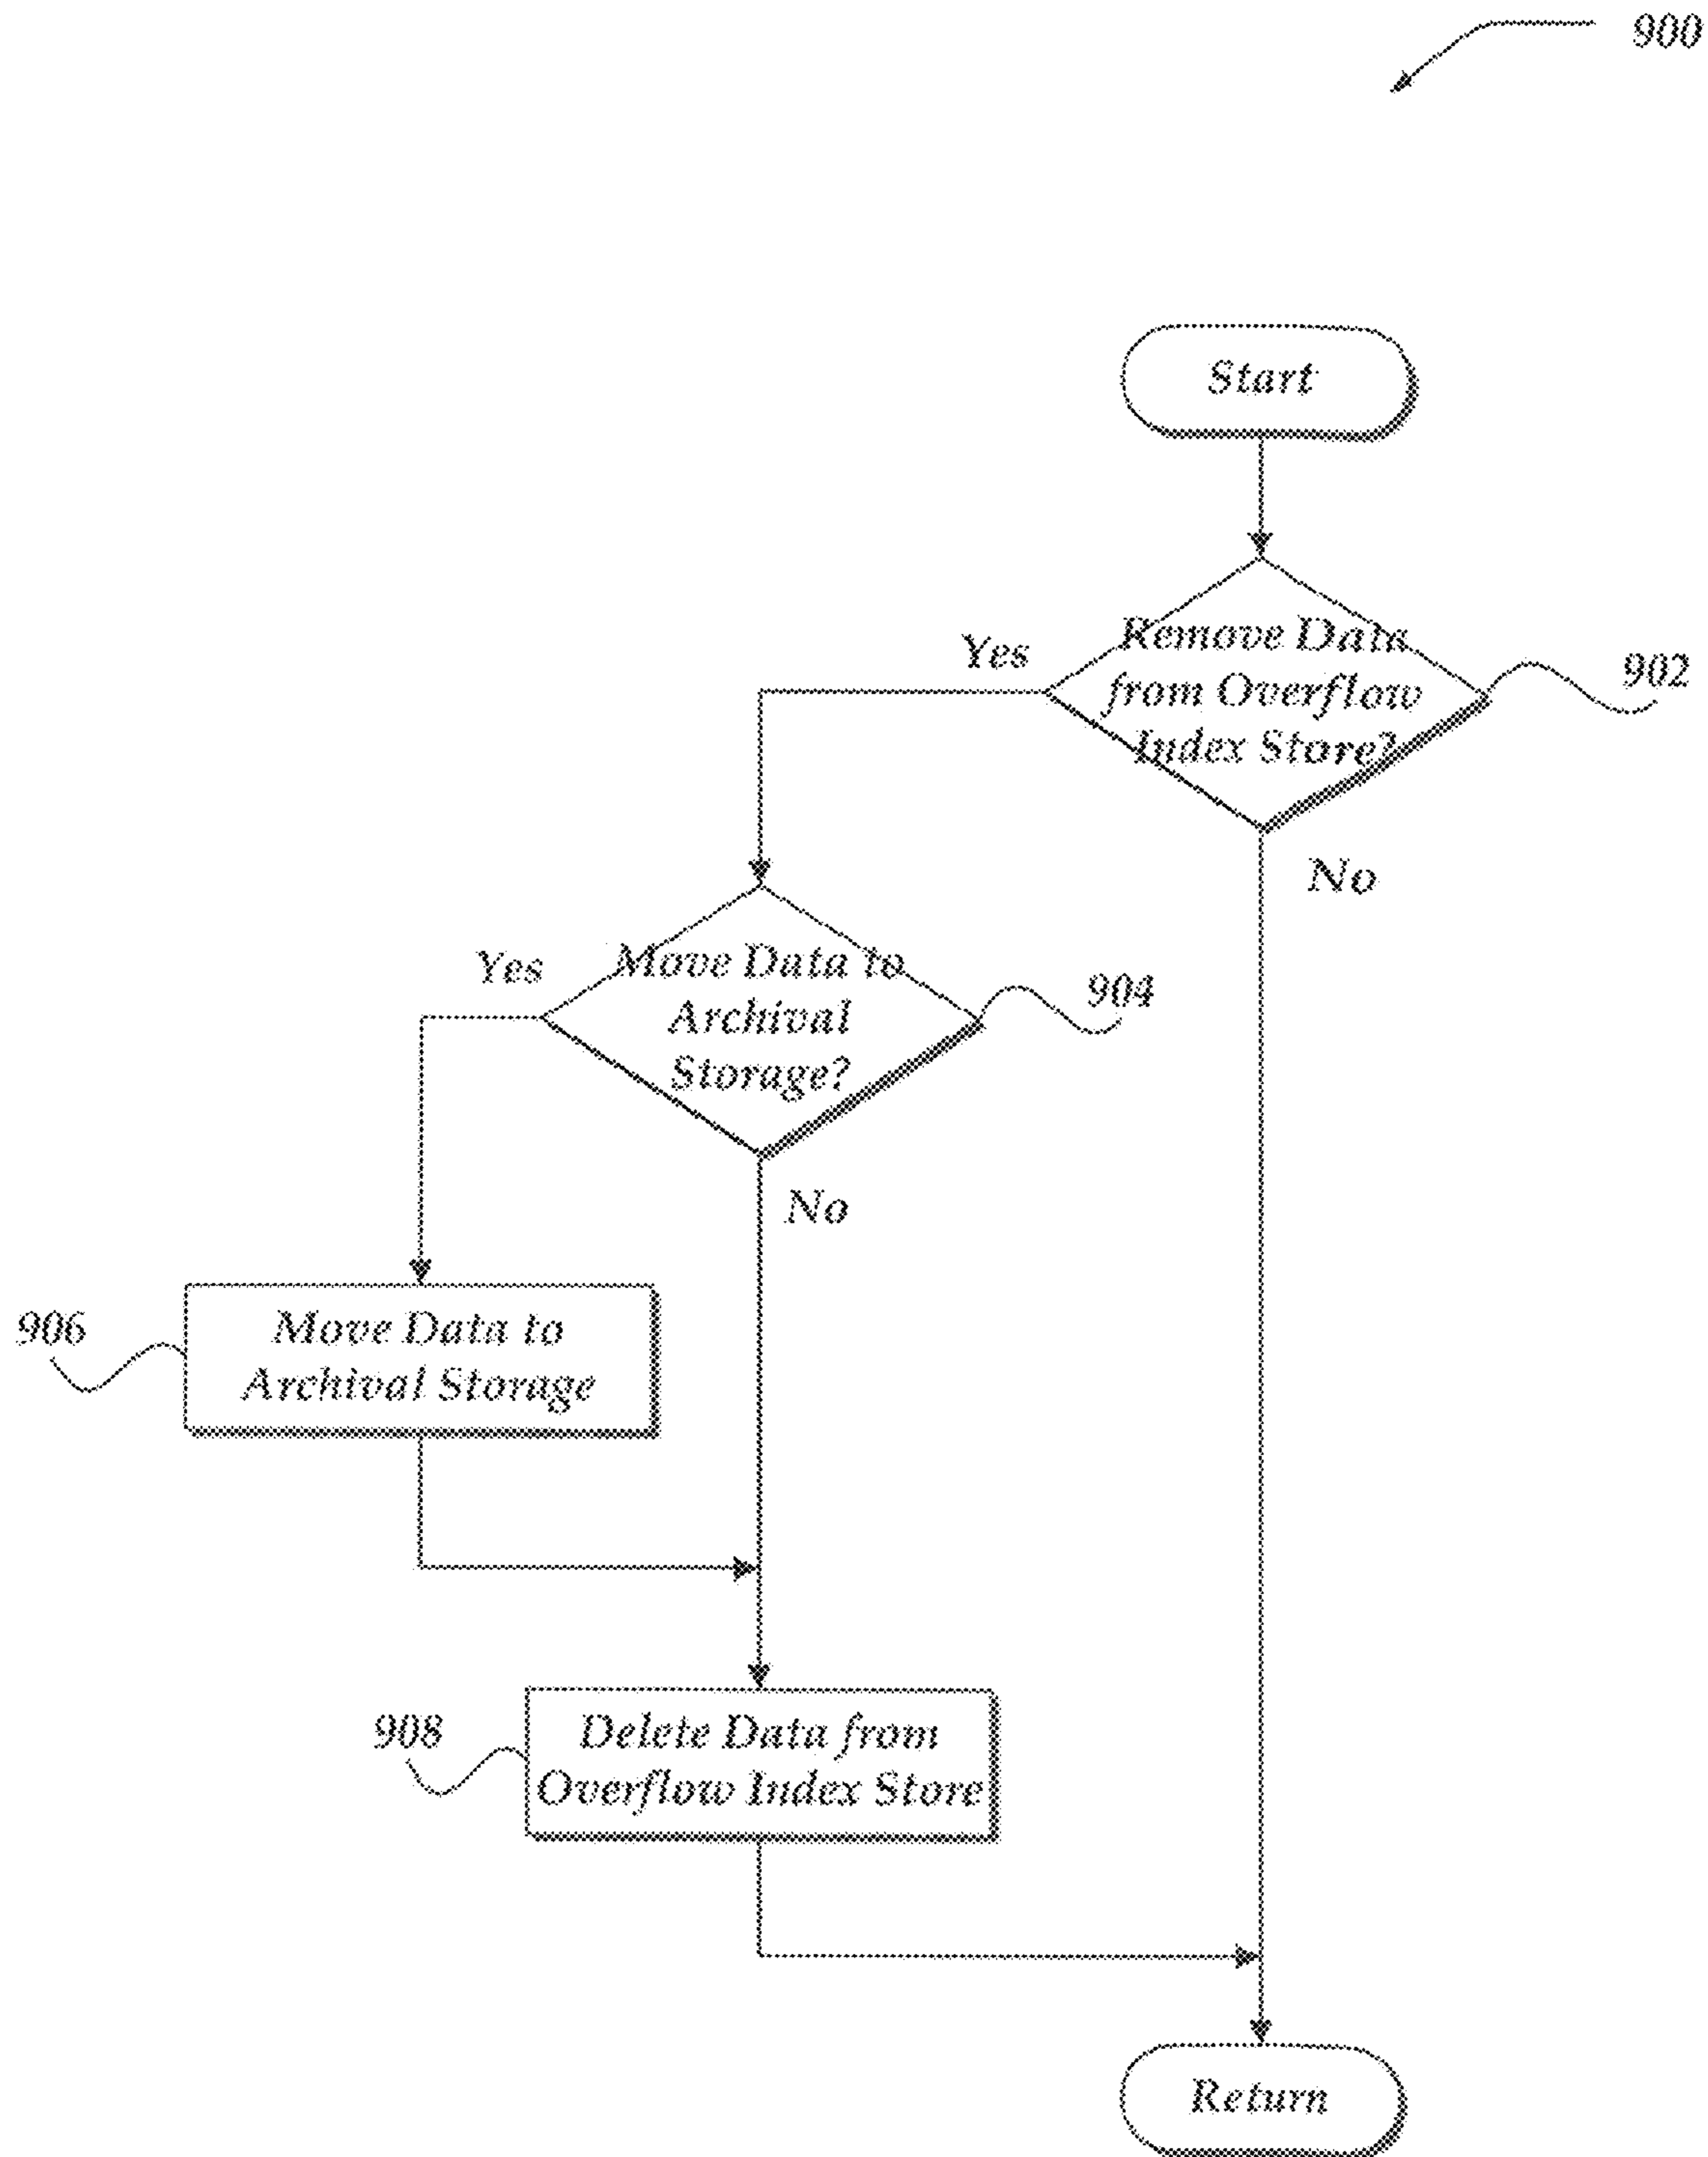 900
Start
Yes
Remove Data
from Overflow
Index Store?
902
No
Yes
Move Data to
Archival
Storage?
904
No
906
Move Data to
Archival Storage
908
Delete Data from
Overflow Index Store
Return